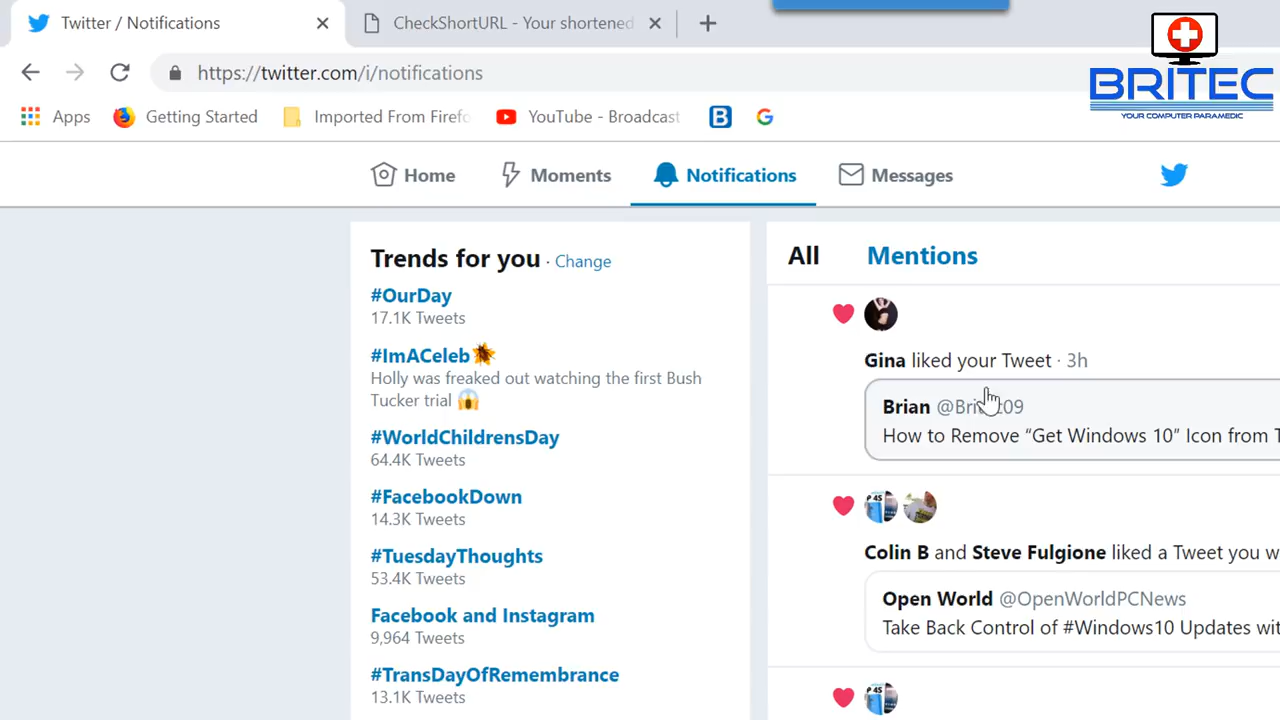 Twitter / Notifications
CheckShortURL - Your shortened
https://twitter.com/i/notifications
BRITEC
YOUR COMPUTER PARAMEDIC
Apps
Getting Started
Imported From Firefo
YouTube - Broadcast
B
G
Home
Moments
Notifications
Messages
Trends for you · Change
#OurDay
17.1K Tweets
#ImACeleb
Holly was freaked out watching the first Bush
Tucker trial 😱
#WorldChildrensDay
64.4K Tweets
#FacebookDown
14.3K Tweets
#TuesdayThoughts
53.4K Tweets
Facebook and Instagram
9,964 Tweets
#TransDayOfRemembrance
13.1K Tweets
All
Mentions
Gina liked your Tweet · 3h
Brian
How to Remove “Get Windows 10” Icon from T
Colin B and Steve Fulgione liked a Tweet you w
Open World @OpenWorldPCNews
Take Back Control of #Windows10 Updates wit